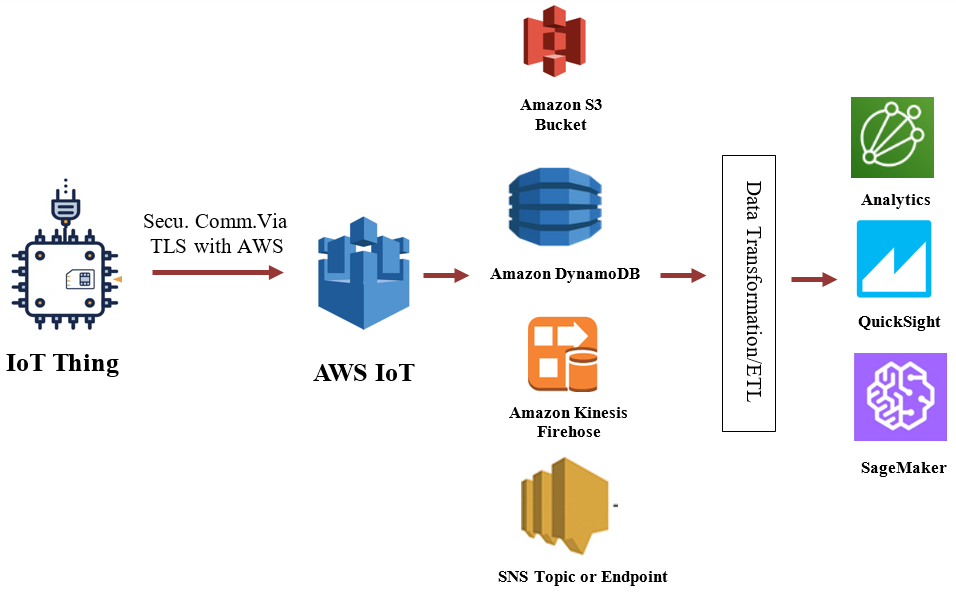 IoT Thing
Secu. Comm.Via
TLS with AWS
AWS IoT
Amazon S3
Bucket
Amazon DynamoDB
Amazon Kinesis
Firehose
SNS Topic or Endpoint
Data Transformation/ETL
Analytics
QuickSight
SageMaker